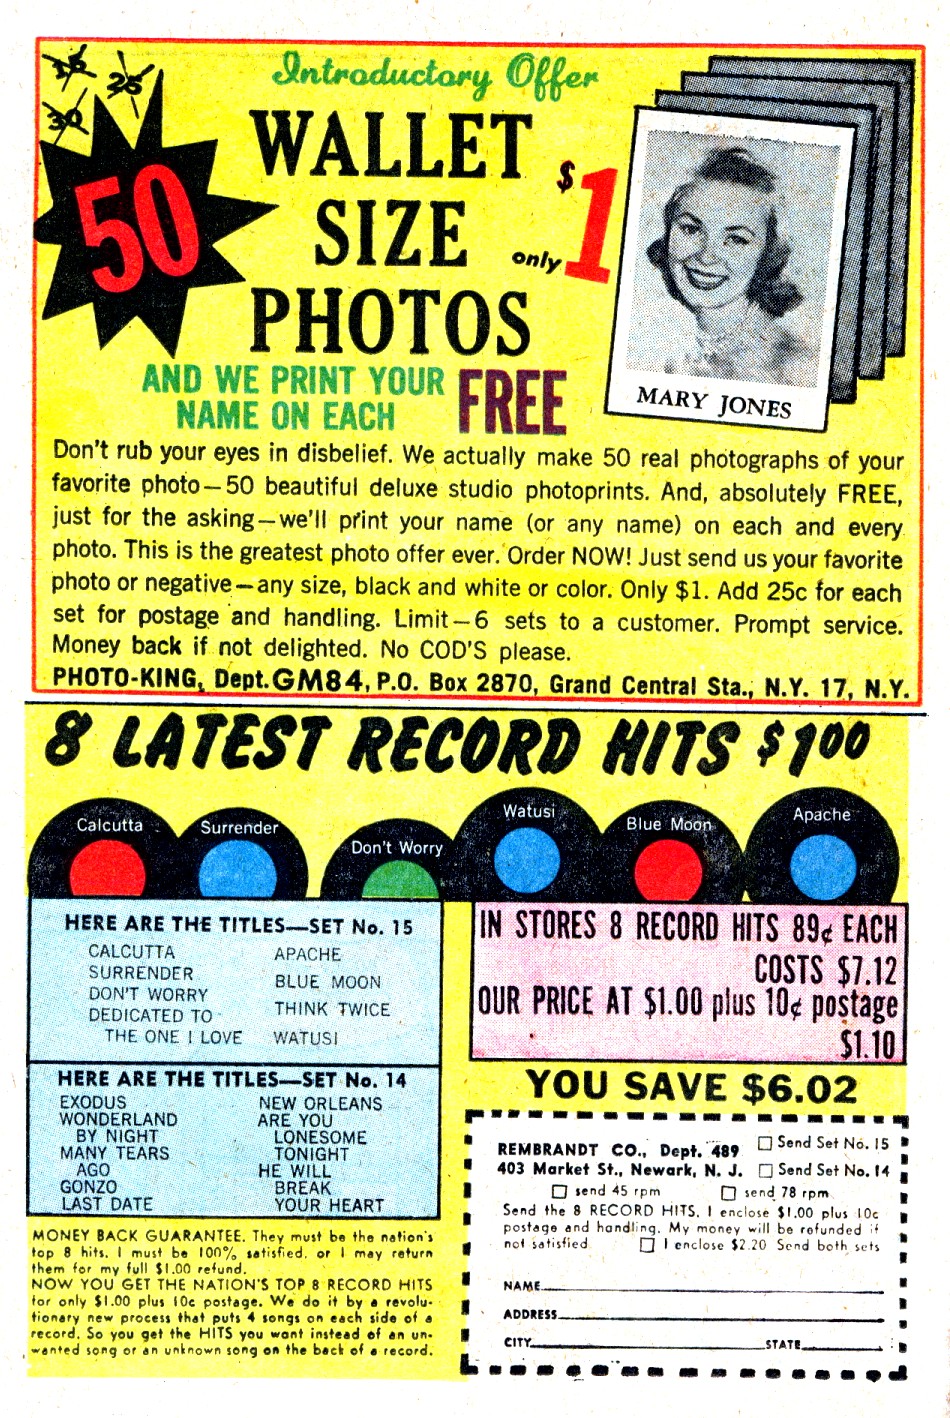 15 25
30
Introductory Offer
50
WALLET
SIZE
PHOTOS
only $1
AND WE PRINT YOUR
NAME ON EACH
FREE
MARY JONES
Don't rub your eyes in disbelief. We actually make 50 real photographs of your
favorite photo—50 beautiful deluxe studio photoprints. And, absolutely FREE,
just for the asking—we'll print your name (or any name) on each and every
photo. This is the greatest photo offer ever. Order NOW! Just send us your favorite
photo or negative—any size, black and white or color. Only $1. Add 25c for each
set for postage and handling. Limit—6 sets to a customer. Prompt service.
Money back if not delighted. No COD'S please.
PHOTO-KING, Dept. GM84, P.O. Box 2870, Grand Central Sta., N.Y. 17, N.Y.
8 LATEST RECORD HITS $1.00
Calcutta
Surrender
Don't Worry
Watusi
Blue Moon
Apache
HERE ARE THE TITLES—SET No. 15
CALCUTTA
SURRENDER
DON'T WORRY
DEDICATED TO
THE ONE I LOVE
APACHE
BLUE MOON
THINK TWICE
WATUSI
HERE ARE THE TITLES—SET No. 14
EXODUS
WONDERLAND
BY NIGHT
MANY TEARS
AGO
GONZO
LAST DATE
NEW ORLEANS
ARE YOU
LONESOME
TONIGHT
HE WILL
BREAK
YOUR HEART
MONEY BACK GUARANTEE. They must be the nation's
top 8 hits. I must be 100% satisfied, or I may return
them for my full $1.00 refund.
NOW YOU GET THE NATION'S TOP 8 RECORD HITS
for only $1.00 plus 10c postage. We do it by a revolu-
tionary new process that puts 4 songs on each side of a
record. So you get the HITS you want instead of an un-
wanted song or an unknown song on the back of a record.
IN STORES 8 RECORD HITS 89¢ EACH
COSTS $7.12
OUR PRICE AT $1.00 plus 10¢ postage
$1.10
YOU SAVE $6.02
REMBRANDT CO., Dept. 489
403 Market St., Newark, N. J.
Send Set No. 15
Send Set No. 14
send 45 rpm send 78 rpm
Send the 8 RECORD HITS. I enclose $1.00 plus 10c
postage and handling. My money will be refunded if
not satisfied. I enclose $2.20 Send both sets
NAME
ADDRESS
CITY STATE